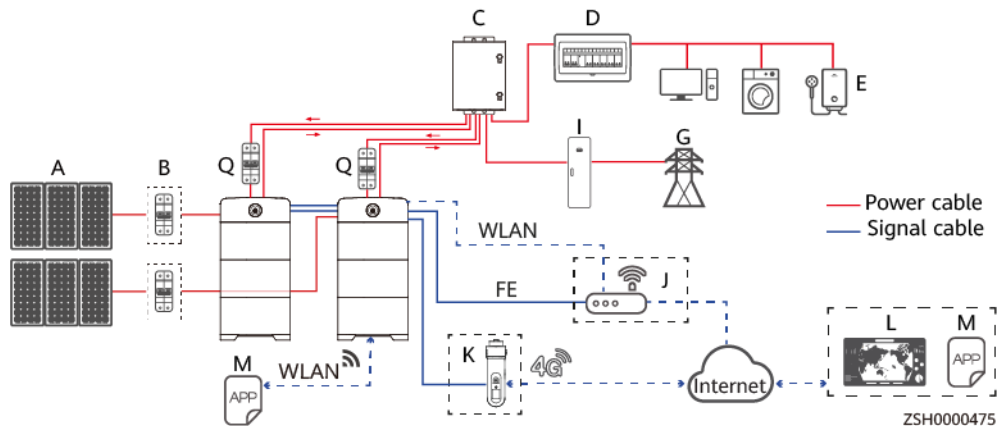 C
D
E
I
G
A
B
Q
Q
Power cable
Signal cable
WLAN
FE
J
K
4G
M
WLAN
APP
Internet
L
M
APP
ZSH0000475